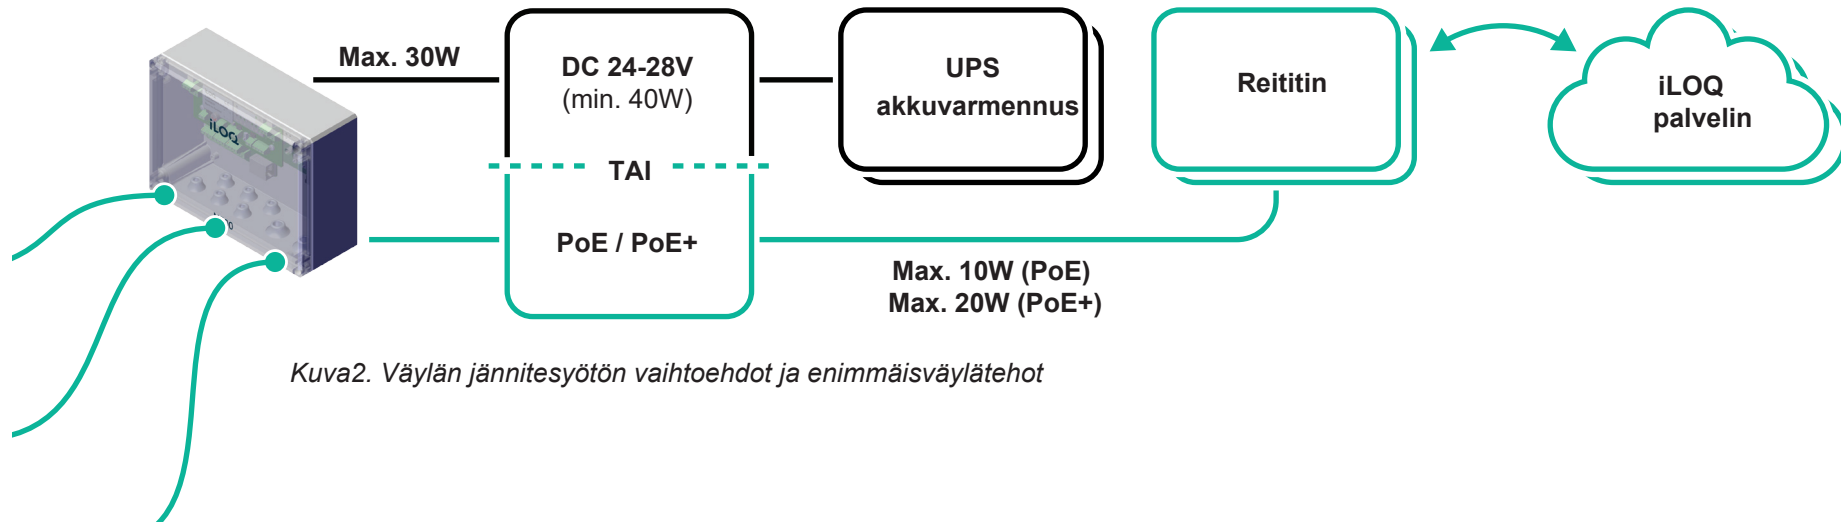 Max. 30W
DC 24-28V
(min. 40W)
UPS
akkuvarmennus
Reititin
iLOQ
palvelin
iLOQ
TAI
PoE / PoE+
Max. 10W (PoE)
Max. 20W (PoE+)
Kuva2. Väylän jännitesyötön vaihtoehdot ja enimmäisväylätehot